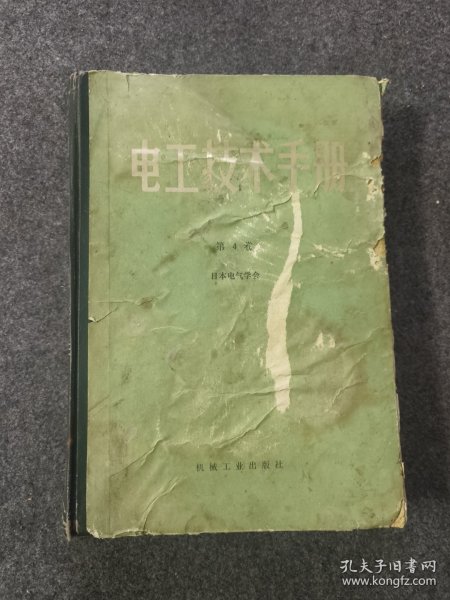 电工技术手册
第4卷
日本电气学会
机械工业出版社
孔夫子旧书网
www.kongfz.com